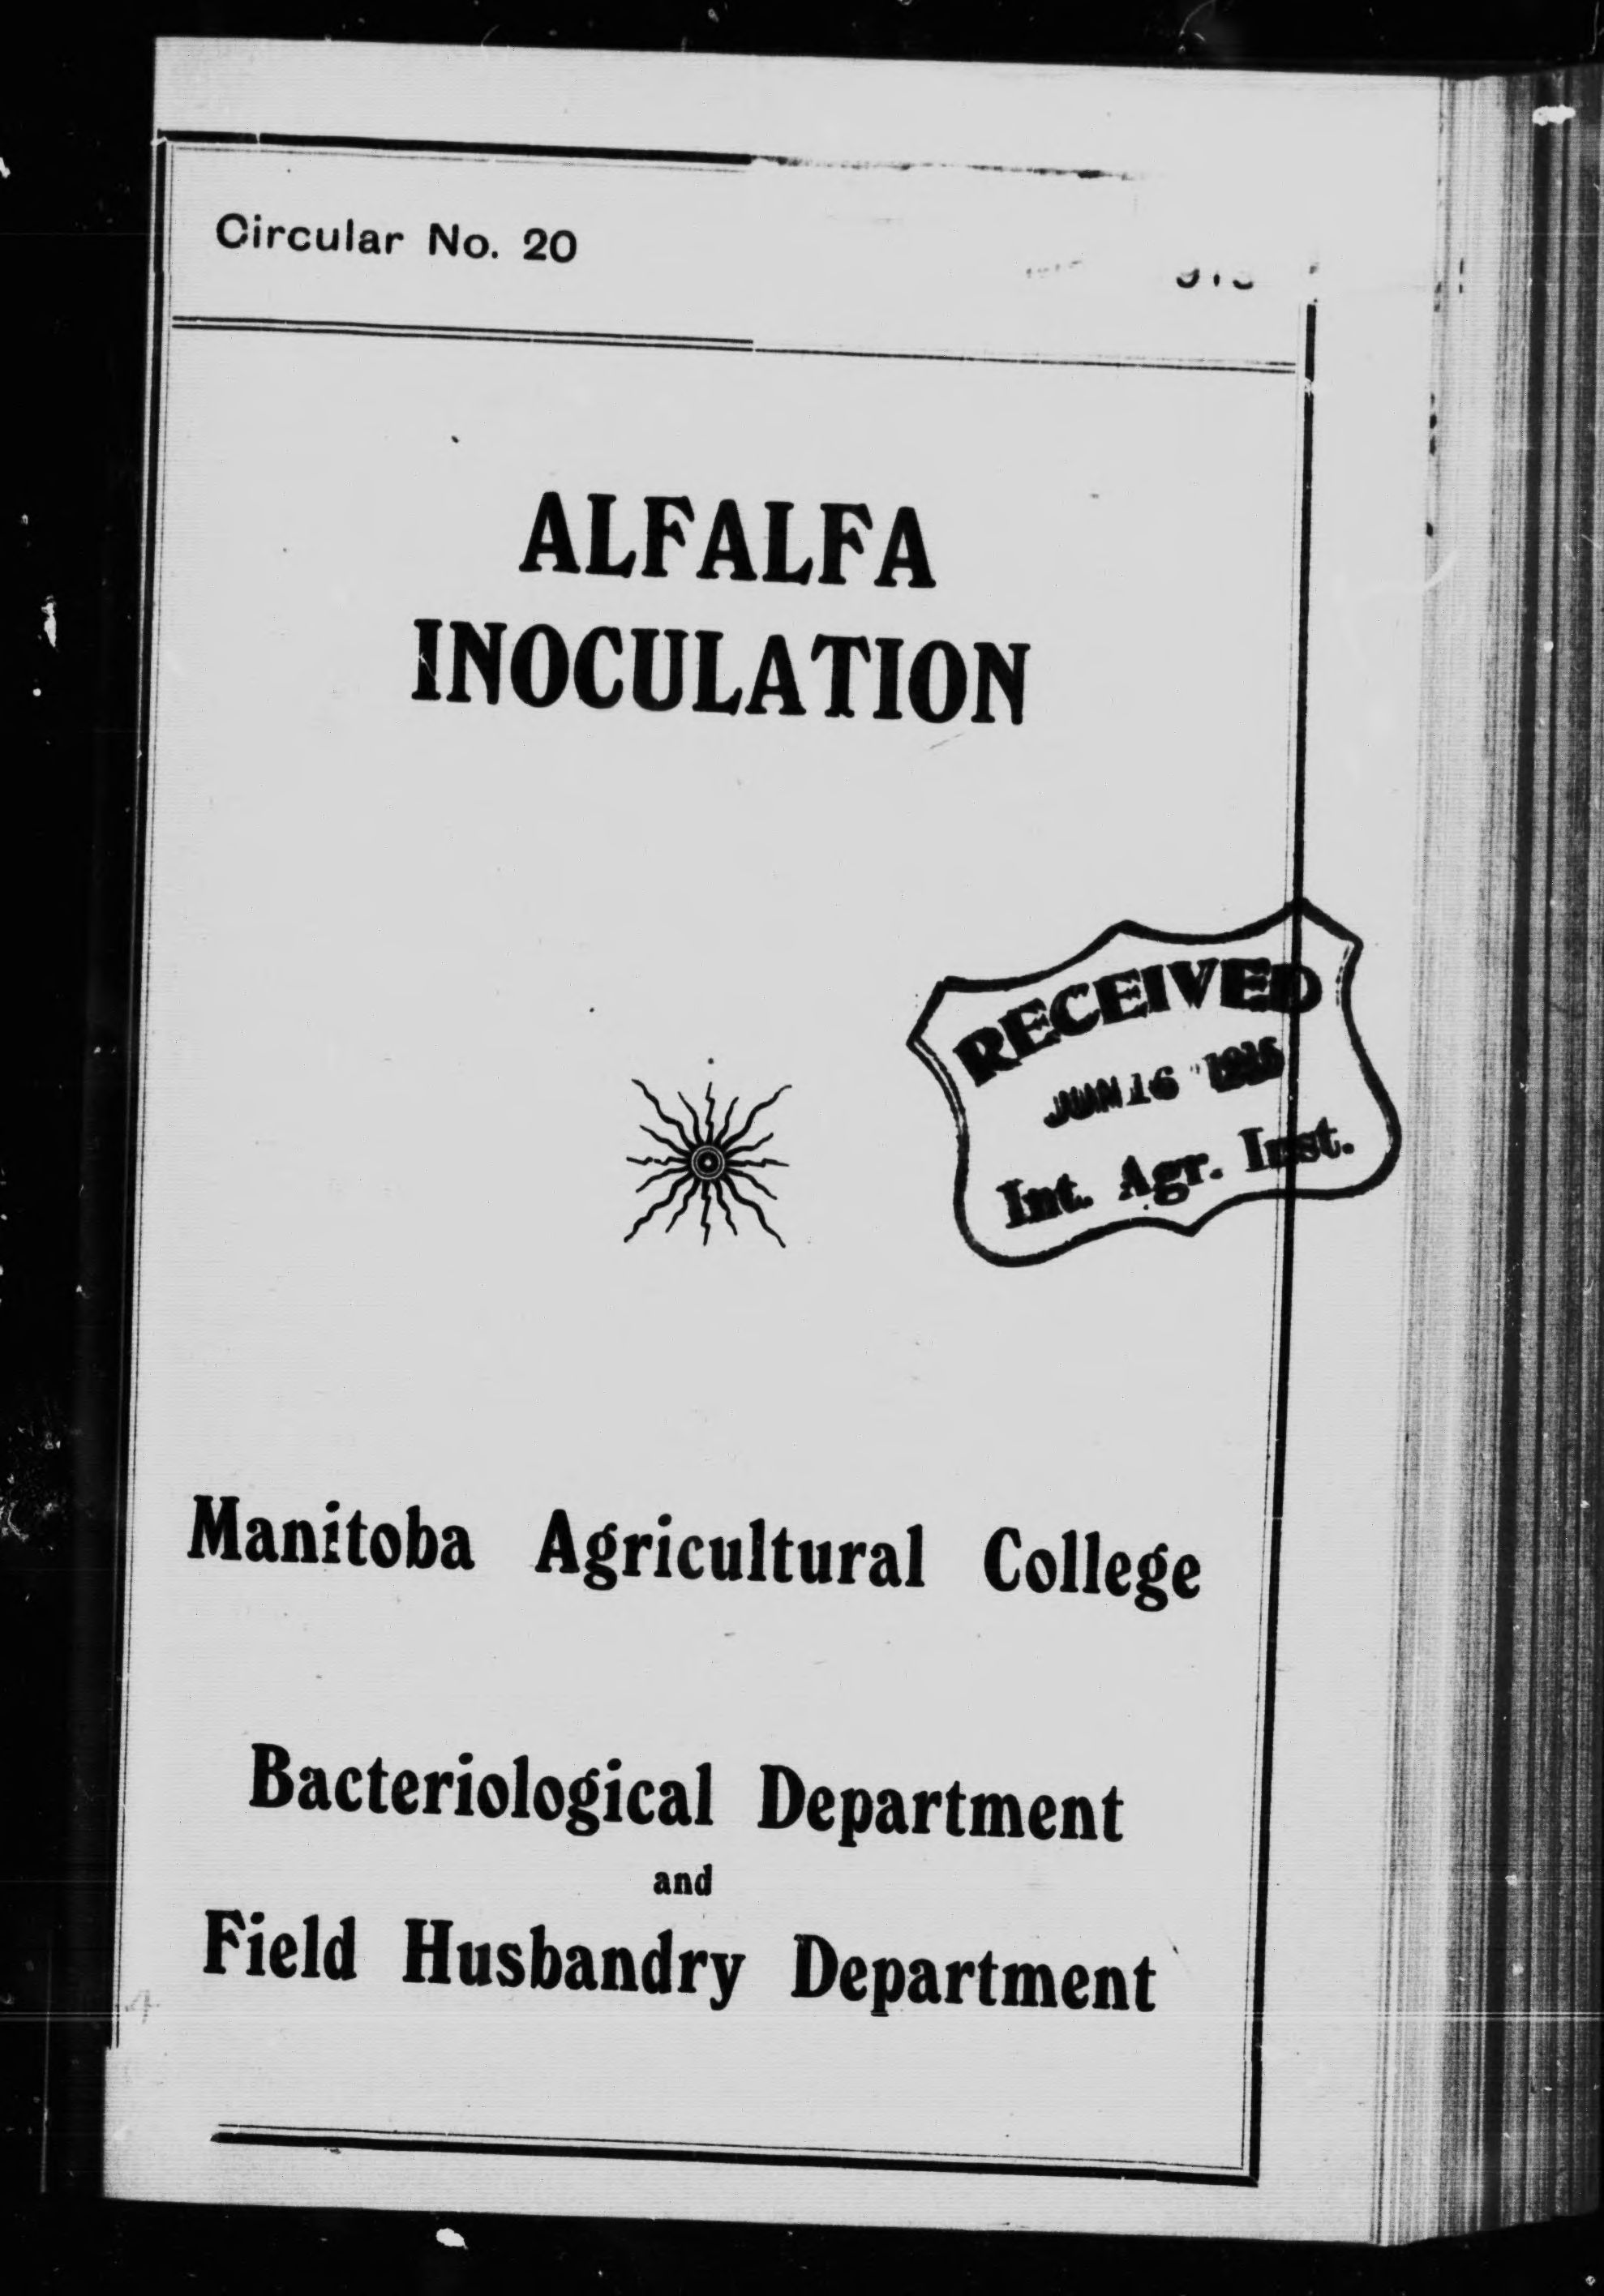 Circular No. 20
ALFALFA
INOCULATION
RECEIVED
JUN 16
Int. Agr. Inst.
Manitoba Agricultural College
Bacteriological Department
and
Field Husbandry Department